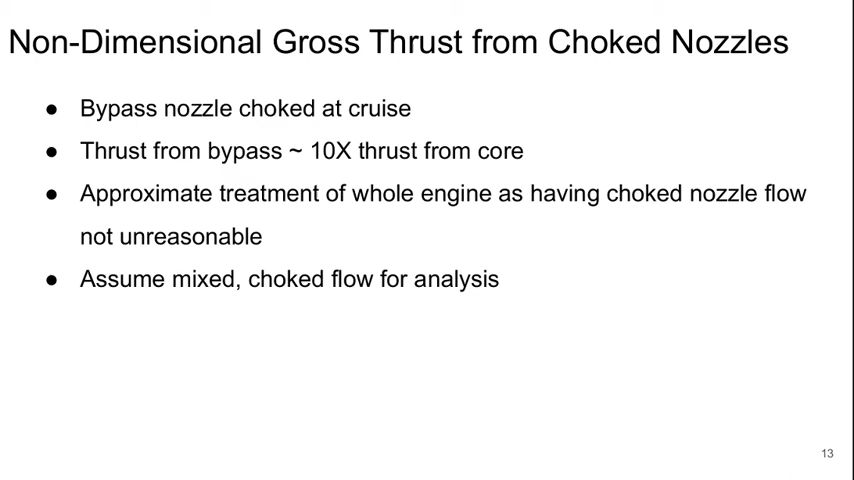 Non-Dimensional Gross Thrust from Choked Nozzles
● Bypass nozzle choked at cruise
● Thrust from bypass ~ 10X thrust from core
● Approximate treatment of whole engine as having choked nozzle flow
not unreasonable
● Assume mixed, choked flow for analysis
13